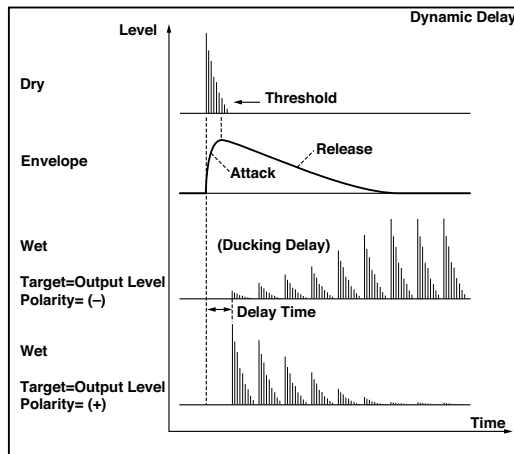 Dynamic Delay
Level
Dry
Threshold
Envelope
Release
Attack
Wet
(Ducking Delay)
Target=Output Level
Polarity= (–)
Delay Time
Wet
Target=Output Level
Polarity= (+)
Time